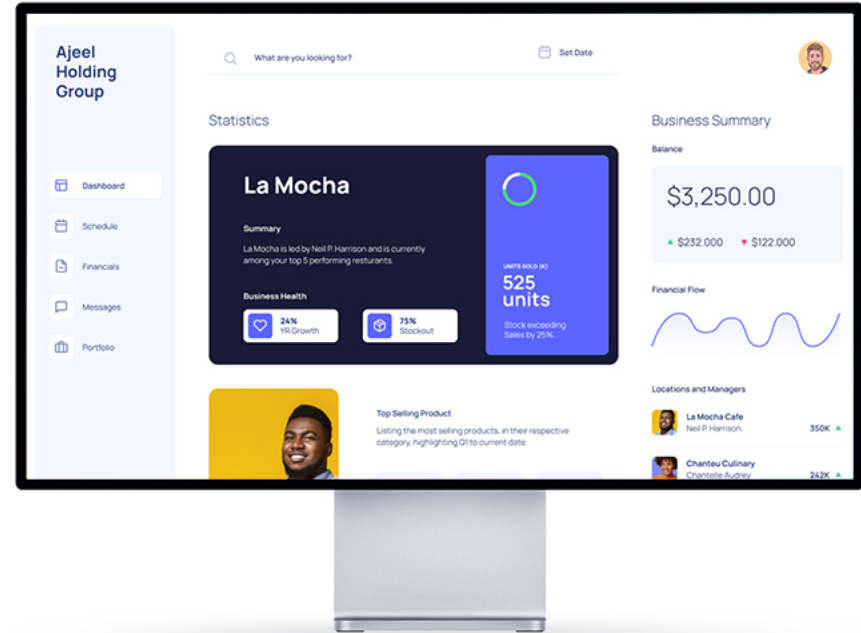 Ajeel
Holding
Group
What are you looking for?
Set Date
Dashboard
Schedule
Financials
Messages
Portfolio
Statistics
La Mocha
Summary
La Mocha is led by Neil P. Harrison and is currently
among your top 5 performing resturants.
Business Health
24%
YR Growth
75%
Stockout
UNITS SOLD (K)
525
units
Stock exceeding
Sales by 25%.
Top Selling Product
Listing the most selling products, in their respective
category, highlighting Q1 to current date.
Business Summary
Balance
$3,250.00
▲ $232.000 ▼ $122.000
Financial Flow
Locations and Managers
La Mocha Cafe
Neil P. Harrison.
350K ▲
Chanteu Culinary
Chantelle Audrey
242K ▲